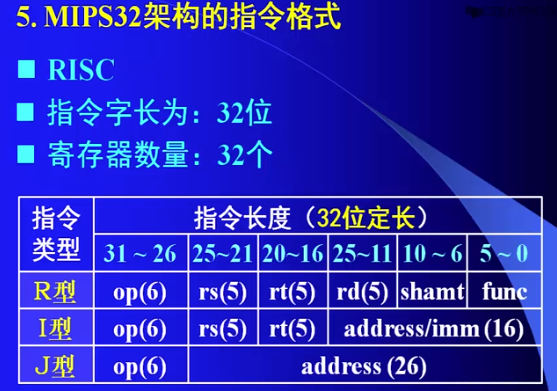 5. MIPS32架构的指令格式
■ RISC
■ 指令字长为：32位
■ 寄存器数量：32个
指令类型 指令长度（32位定长）
31 ~ 26 25~21 20~16 25~11 10 ~ 6 5 ~ 0
R型 op(6) rs(5) rt(5) rd(5) shamt func
I型 op(6) rs(5) rt(5) address/imm (16)
J型 op(6) address (26)